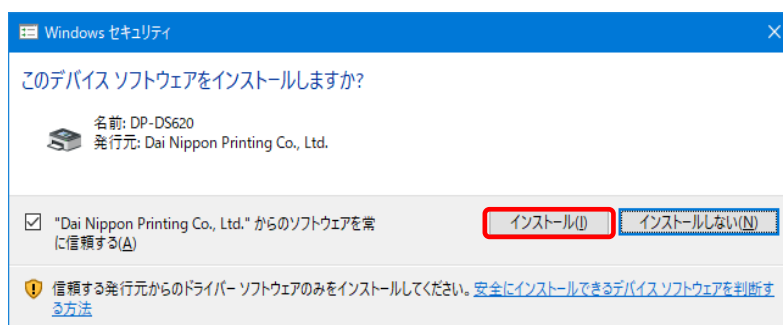 Windows セキュリティ
このデバイス ソフトウェアをインストールしますか?
名前: DP-DS620
発行元: Dai Nippon Printing Co., Ltd.
"Dai Nippon Printing Co., Ltd." からのソフトウェアを常
に信頼する(A)
インストール(I)
インストールしない(N)
信頼する発行元からのドライバー ソフトウェアのみをインストールしてください。安全にインストールできるデバイス ソフトウェアを判断す
る方法